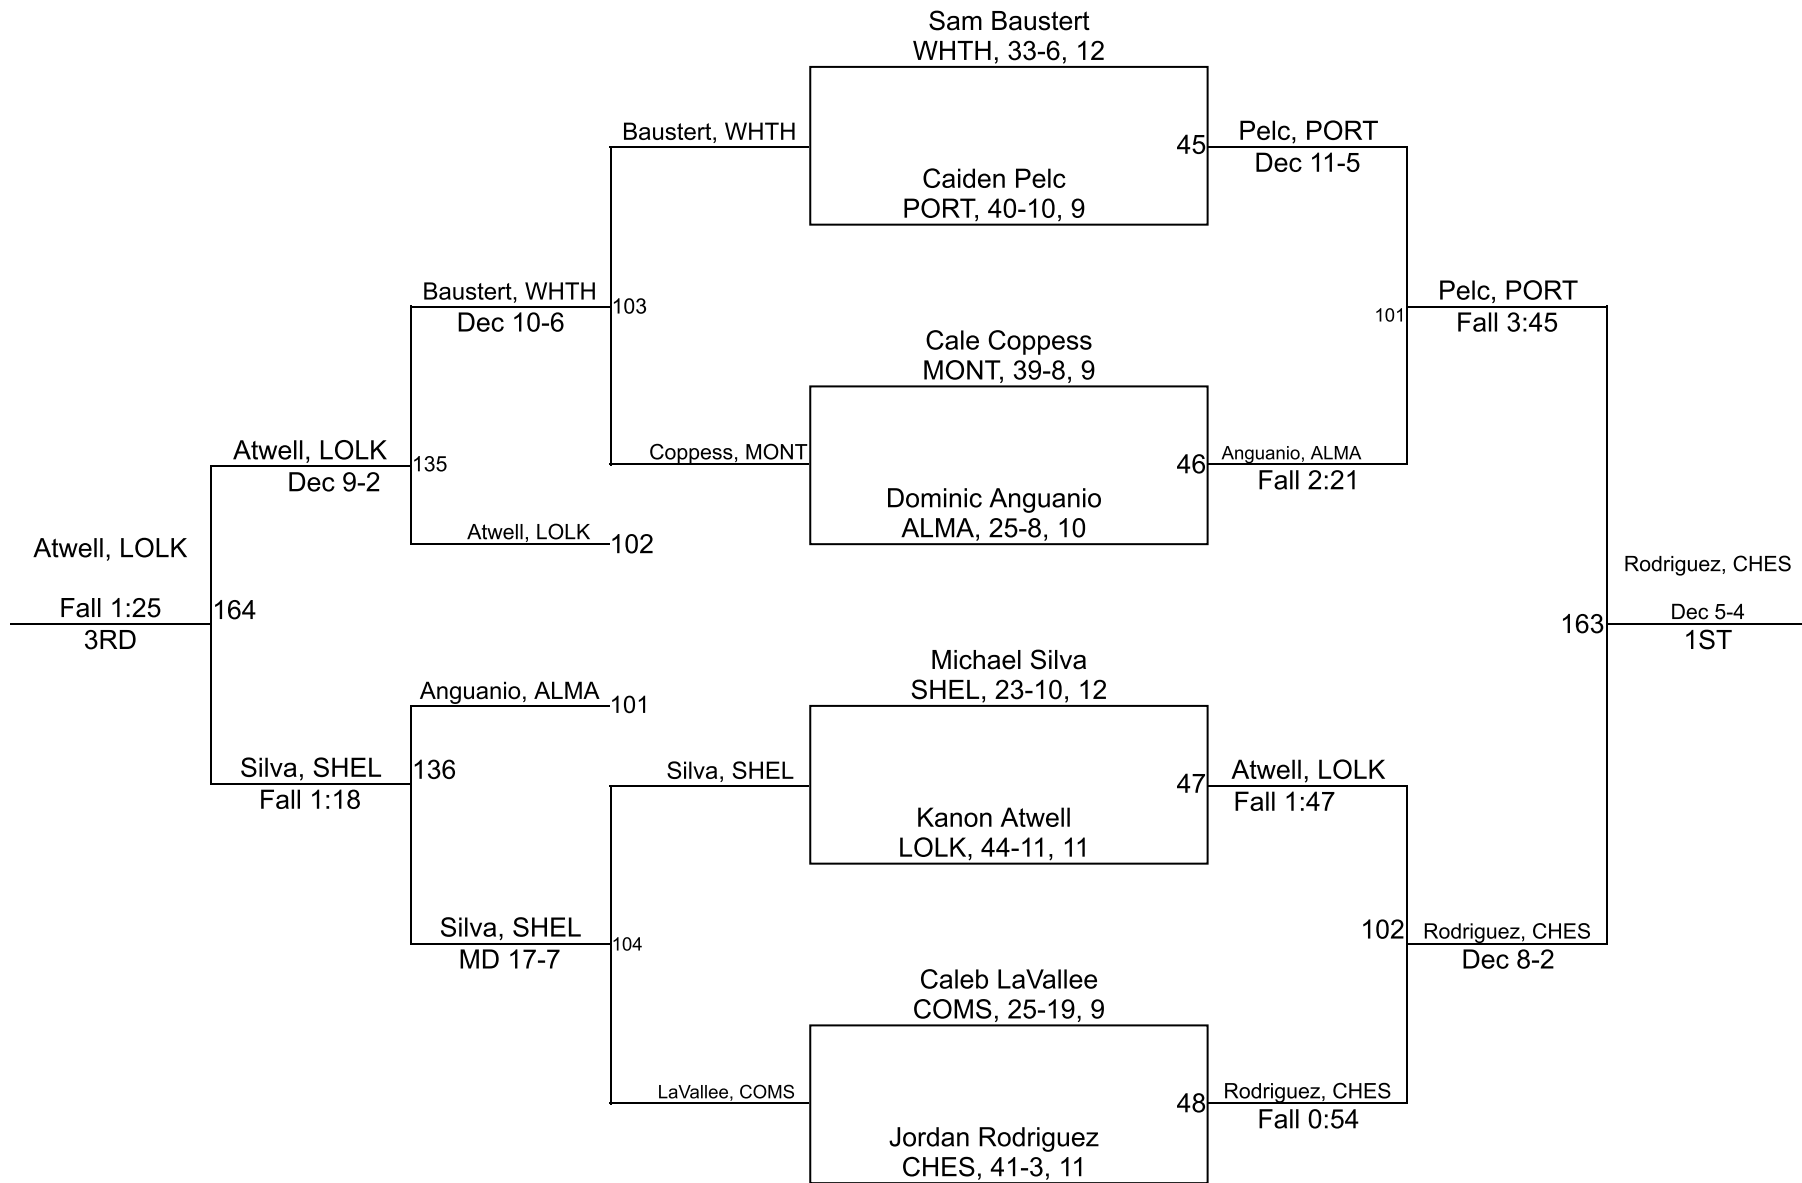 Sam Baustert
WHTH, 33-6, 12
Baustert, WHTH
45
Pelc, PORT
Dec 11-5
Caiden Pelc
PORT, 40-10, 9
Baustert, WHTH
103
Dec 10-6
Pelc, PORT
101
Fall 3:45
Cale Coppess
MONT, 39-8, 9
Atwell, LOLK
135
Dec 9-2
Coppess, MONT
46
Anguanio, ALMA
Fall 2:21
Dominic Anguanio
ALMA, 25-8, 10
Atwell, LOLK
102
Atwell, LOLK
Fall 1:25
164
3RD
Rodriguez, CHES
163
Dec 5-4
1ST
Michael Silva
SHEL, 23-10, 12
Anguanio, ALMA
101
Silva, SHEL
136
Fall 1:18
Silva, SHEL
47
Atwell, LOLK
Fall 1:47
Kanon Atwell
LOLK, 44-11, 11
Silva, SHEL
104
MD 17-7
102
Rodriguez, CHES
Dec 8-2
Caleb LaVallee
COMS, 25-19, 9
LaVallee, COMS
48
Rodriguez, CHES
Fall 0:54
Jordan Rodriguez
CHES, 41-3, 11